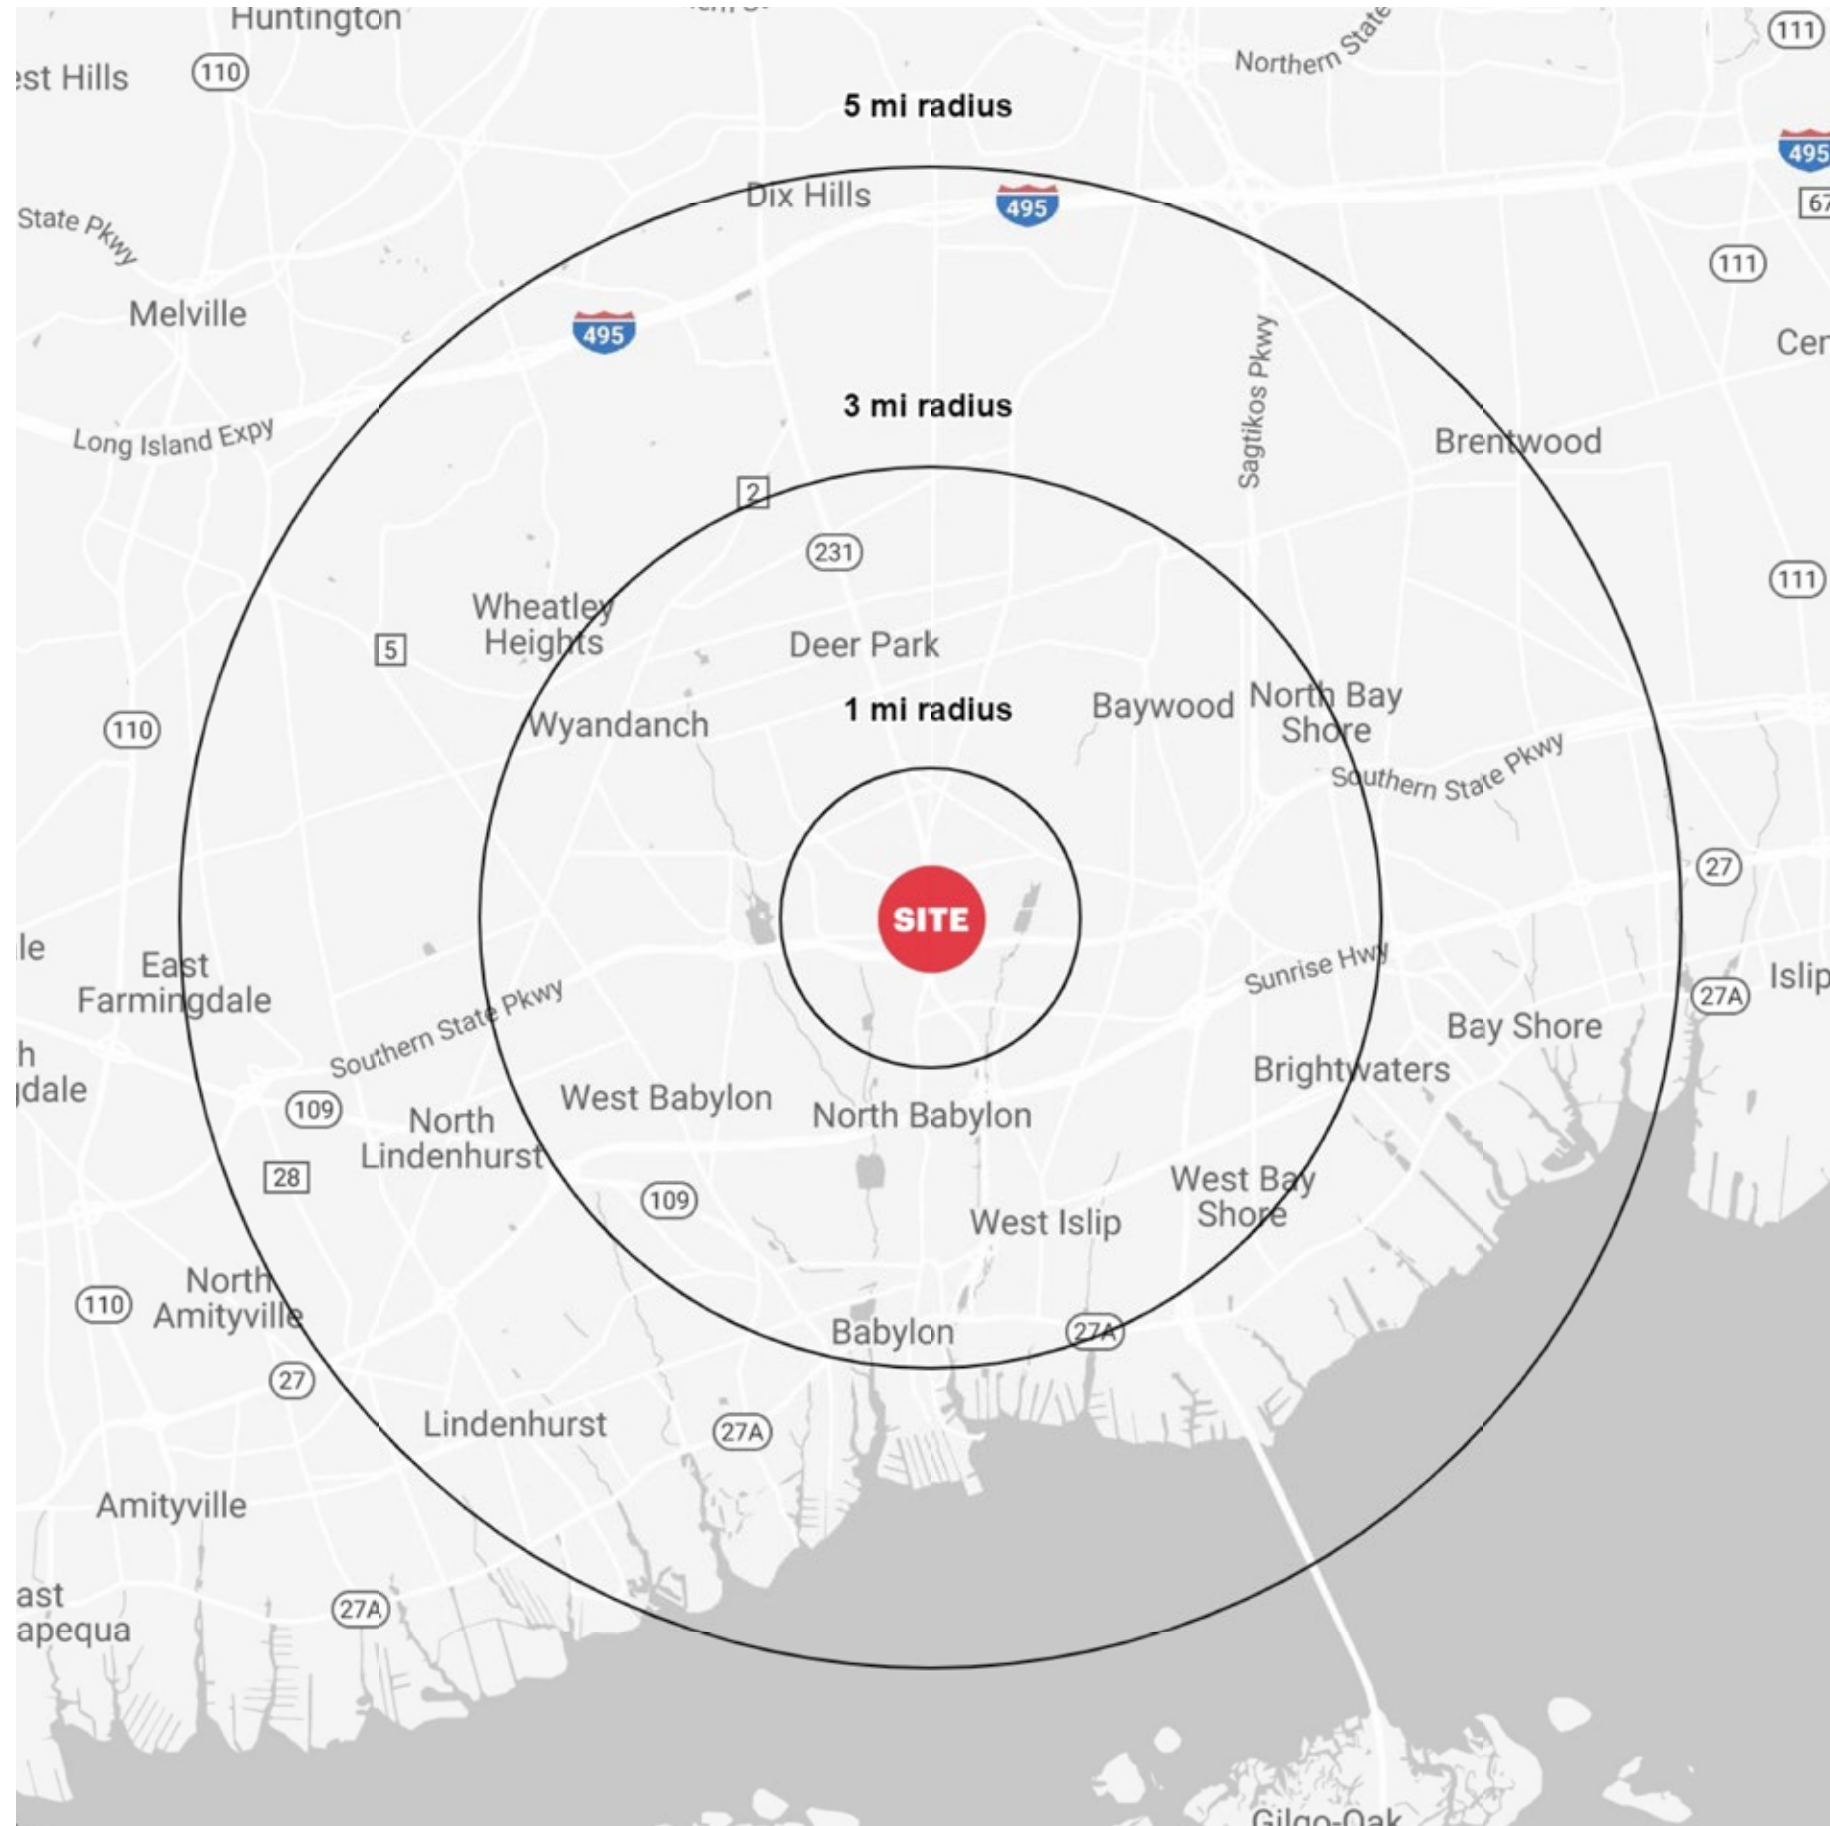 Huntington
110
est Hills
Northern State
111
5 mi radius
495
Dix Hills
495
67
State Pkwy
111
Melville
495
Cer
Sagtikos Pkwy
3 mi radius
Long Island Expy
Brentwood
2
231
111
Wheatley
Heights
5
Deer Park
North Bay
Shore
Baywood
1 mi radius
Wyandanch
110
Southern State Pkwy
27
SITE
le
East
Farmingdale
Sunrise Hwy
Islip
27A
Southern State Pkwy
Bay Shore
h
gdale
Brightwaters
109
West Babylon
North Babylon
North
Lindenhurst
28
109
West Bay
Shore
West Islip
North
Amityville
110
Babylon
27A
27
Lindenhurst
27A
Amityville
ast
apequa
27A
Gilgo-Oak